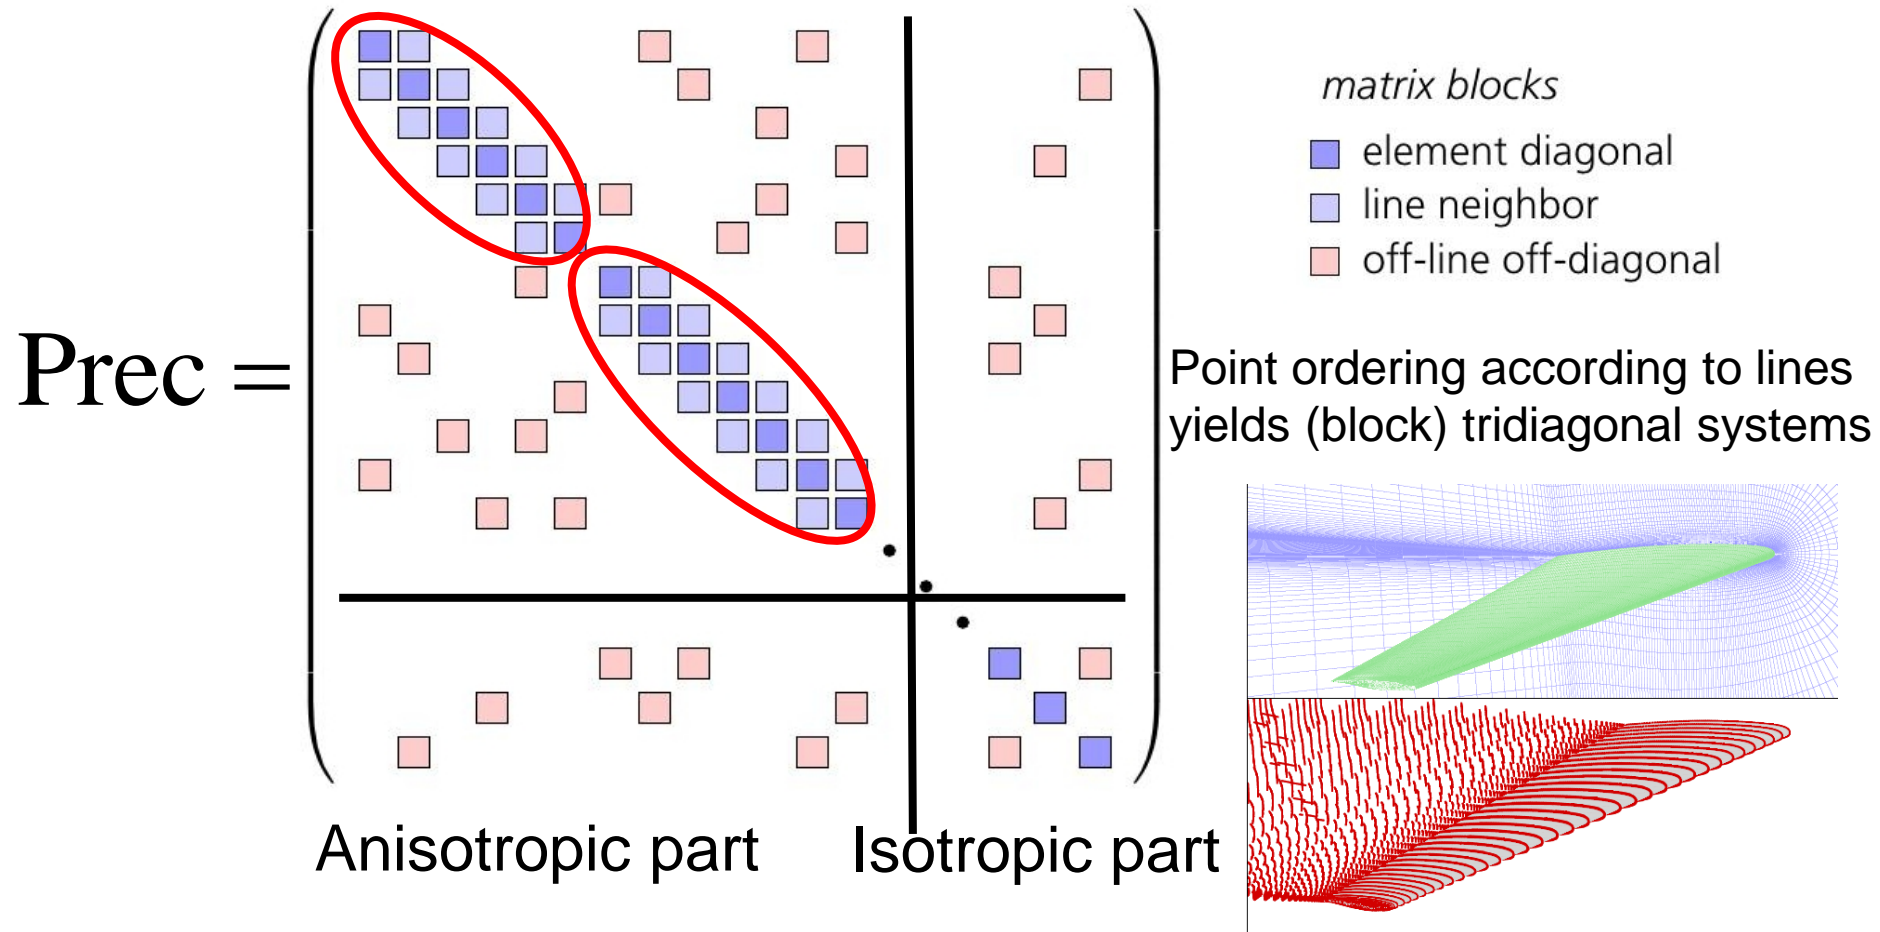 Prec =
matrix blocks
element diagonal
line neighbor
off-line off-diagonal
Point ordering according to lines
yields (block) tridiagonal systems
Anisotropic part
Isotropic part